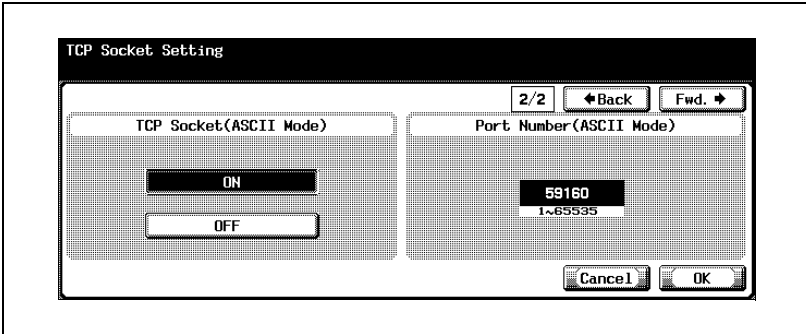 TCP Socket Setting
2/2 ←Back Fwd. →
TCP Socket(ASCII Mode) Port Number(ASCII Mode)
ON
59160
1~65535
OFF
Cancel OK